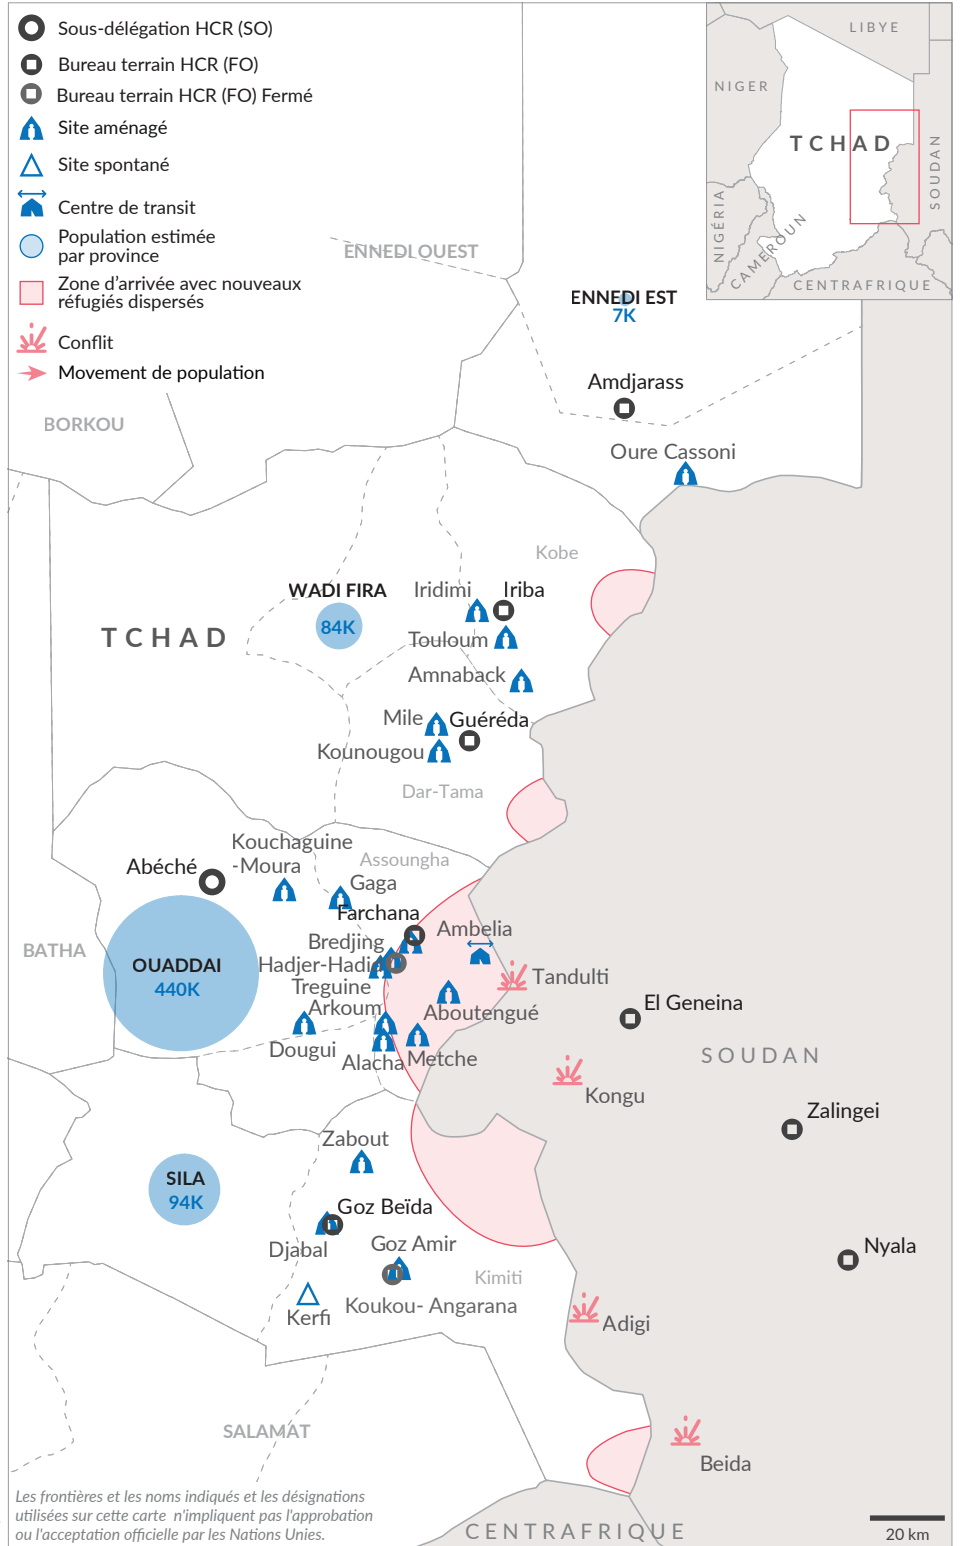 Sous-délégation HCR (SO)
Bureau terrain HCR (FO)
Bureau terrain HCR (FO) Fermé
Site aménagé
Site spontané
Centre de transit
Population estimée
par province
Zone d'arrivée avec nouveaux
réfugiés dispersés
Conflit
Movement de population
LIBYE
NIGER
TCHAD
SOUDAN
NIGÉRIA
CAMEROUN
CENTRAFRIQUE
ENNEDI OUEST
ENNEDI EST
7K
Amdjarass
BORKOU
Oure Cassoni
Kobe
WADI FIRA
84K
Iridimi
Iriba
TCHAD
Touloum
Amnaback
Mile
Guéréda
Kounougou
Dar-Tama
Kouchaguine
-Moura
Abéché
Assoungha
Gaga
Farchana
Ambelia
BATHA
Bredjing
OUADDAI
440K
Hadjer-Hadid
Tandulti
Treguine
Arkoum
Aboutengué
El Geneina
Dougui
Alacha
Metche
SOUDAN
Kongu
Zalingei
Zabout
SILA
94K
Goz Beïda
Djabal
Goz Amir
Nyala
Kimiti
Kerfi
Koukou- Angarana
Adigi
SALAMAT
Beida
Les frontières et les noms indiqués et les désignations
utilisées sur cette carte n'impliquent pas l'approbation
ou l'acceptation officielle par les Nations Unies.
CENTRAFRIQUE
20 km